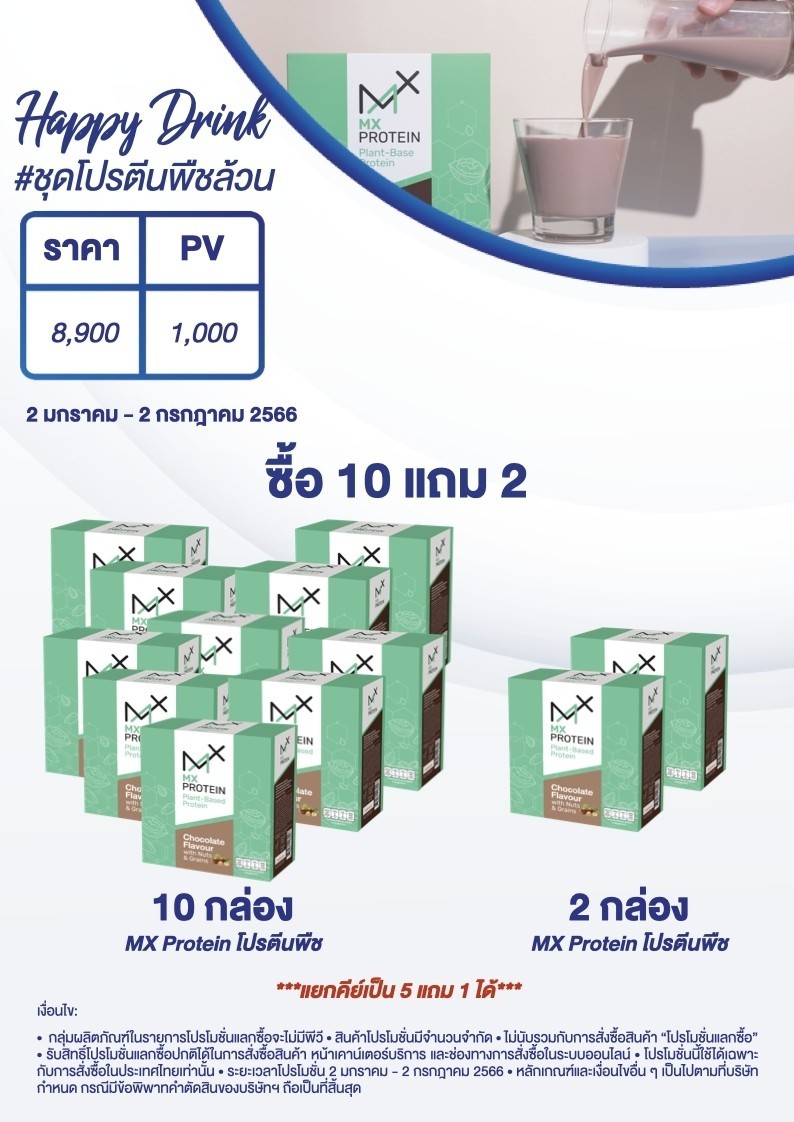 Happy Drink
#ชุดโปรตีนพืชล้วน
MX
PROTEIN
Plant-Base
Protein
ราคา PV
8,900 1,000
2 มกราคม - 2 กรกฎาคม 2566
ซื้อ 10 แถม 2
MX
PROTEIN
Plant-Based
Protein
Chocolate
Flavour
with Nuts
& Grains
MX
PROTEIN
Plant-Based
Protein
Chocolate
Flavour
with Nuts
& Grains
10 กล่อง 2 กล่อง
MX Protein โปรตีนพืช MX Protein โปรตีนพืช
***แยกคีย์เป็น 5 แถม 1 ได้***
เงื่อนไข:
• กลุ่มผลิตภัณฑ์ในรายการโปรโมชั่นแลกซื้อจะไม่มีพีวี • สินค้าโปรโมชั่นมีจำนวนจำกัด • ไม่นับรวมกับการสั่งซื้อสินค้า “โปรโมชั่นแลกซื้อ”
• รับสิทธิ์โปรโมชั่นแลกซื้อปกติได้ในการสั่งซื้อสินค้า หน้าเคาน์เตอร์บริการ และช่องทางการสั่งซื้อในระบบออนไลน์ • โปรโมชั่นนี้ใช้ได้เฉพาะ
กับการสั่งซื้อในประเทศไทยเท่านั้น • ระยะเวลาโปรโมชั่น 2 มกราคม - 2 กรกฎาคม 2566 • หลักเกณฑ์และเงื่อนไขอื่น ๆ เป็นไปตามที่บริษัท
กำหนด กรณีมีข้อพิพาทคำตัดสินของบริษัทฯ ถือเป็นที่สิ้นสุด